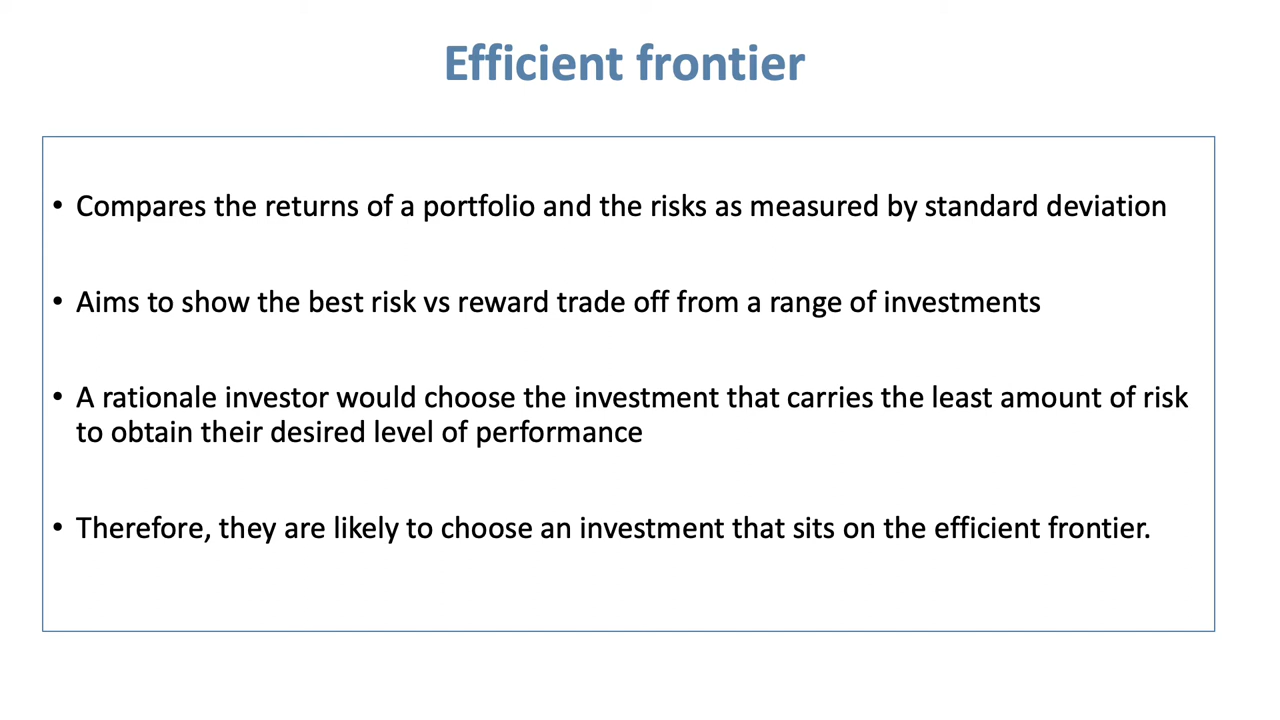 Efficient frontier
• Compares the returns of a portfolio and the risks as measured by standard deviation
• Aims to show the best risk vs reward trade off from a range of investments
• A rationale investor would choose the investment that carries the least amount of risk
to obtain their desired level of performance
• Therefore, they are likely to choose an investment that sits on the efficient frontier.